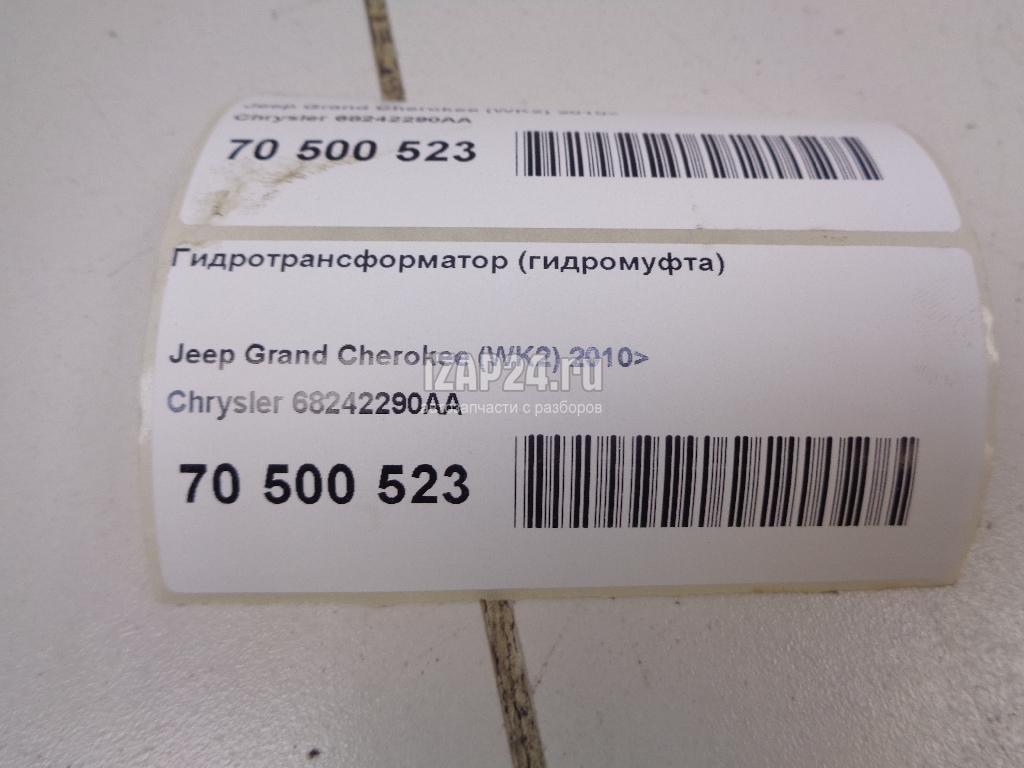 Jeep Grand Cherokee (WK2) 2010>
Chrysler 68242290AA
70 500 523
Гидротрансформатор (гидромуфта)
Jeep Grand Cherokee (WK2) 2010>
IZAP24.ru
Chrysler 68242290AA
автозапчасти с разборов
70 500 523